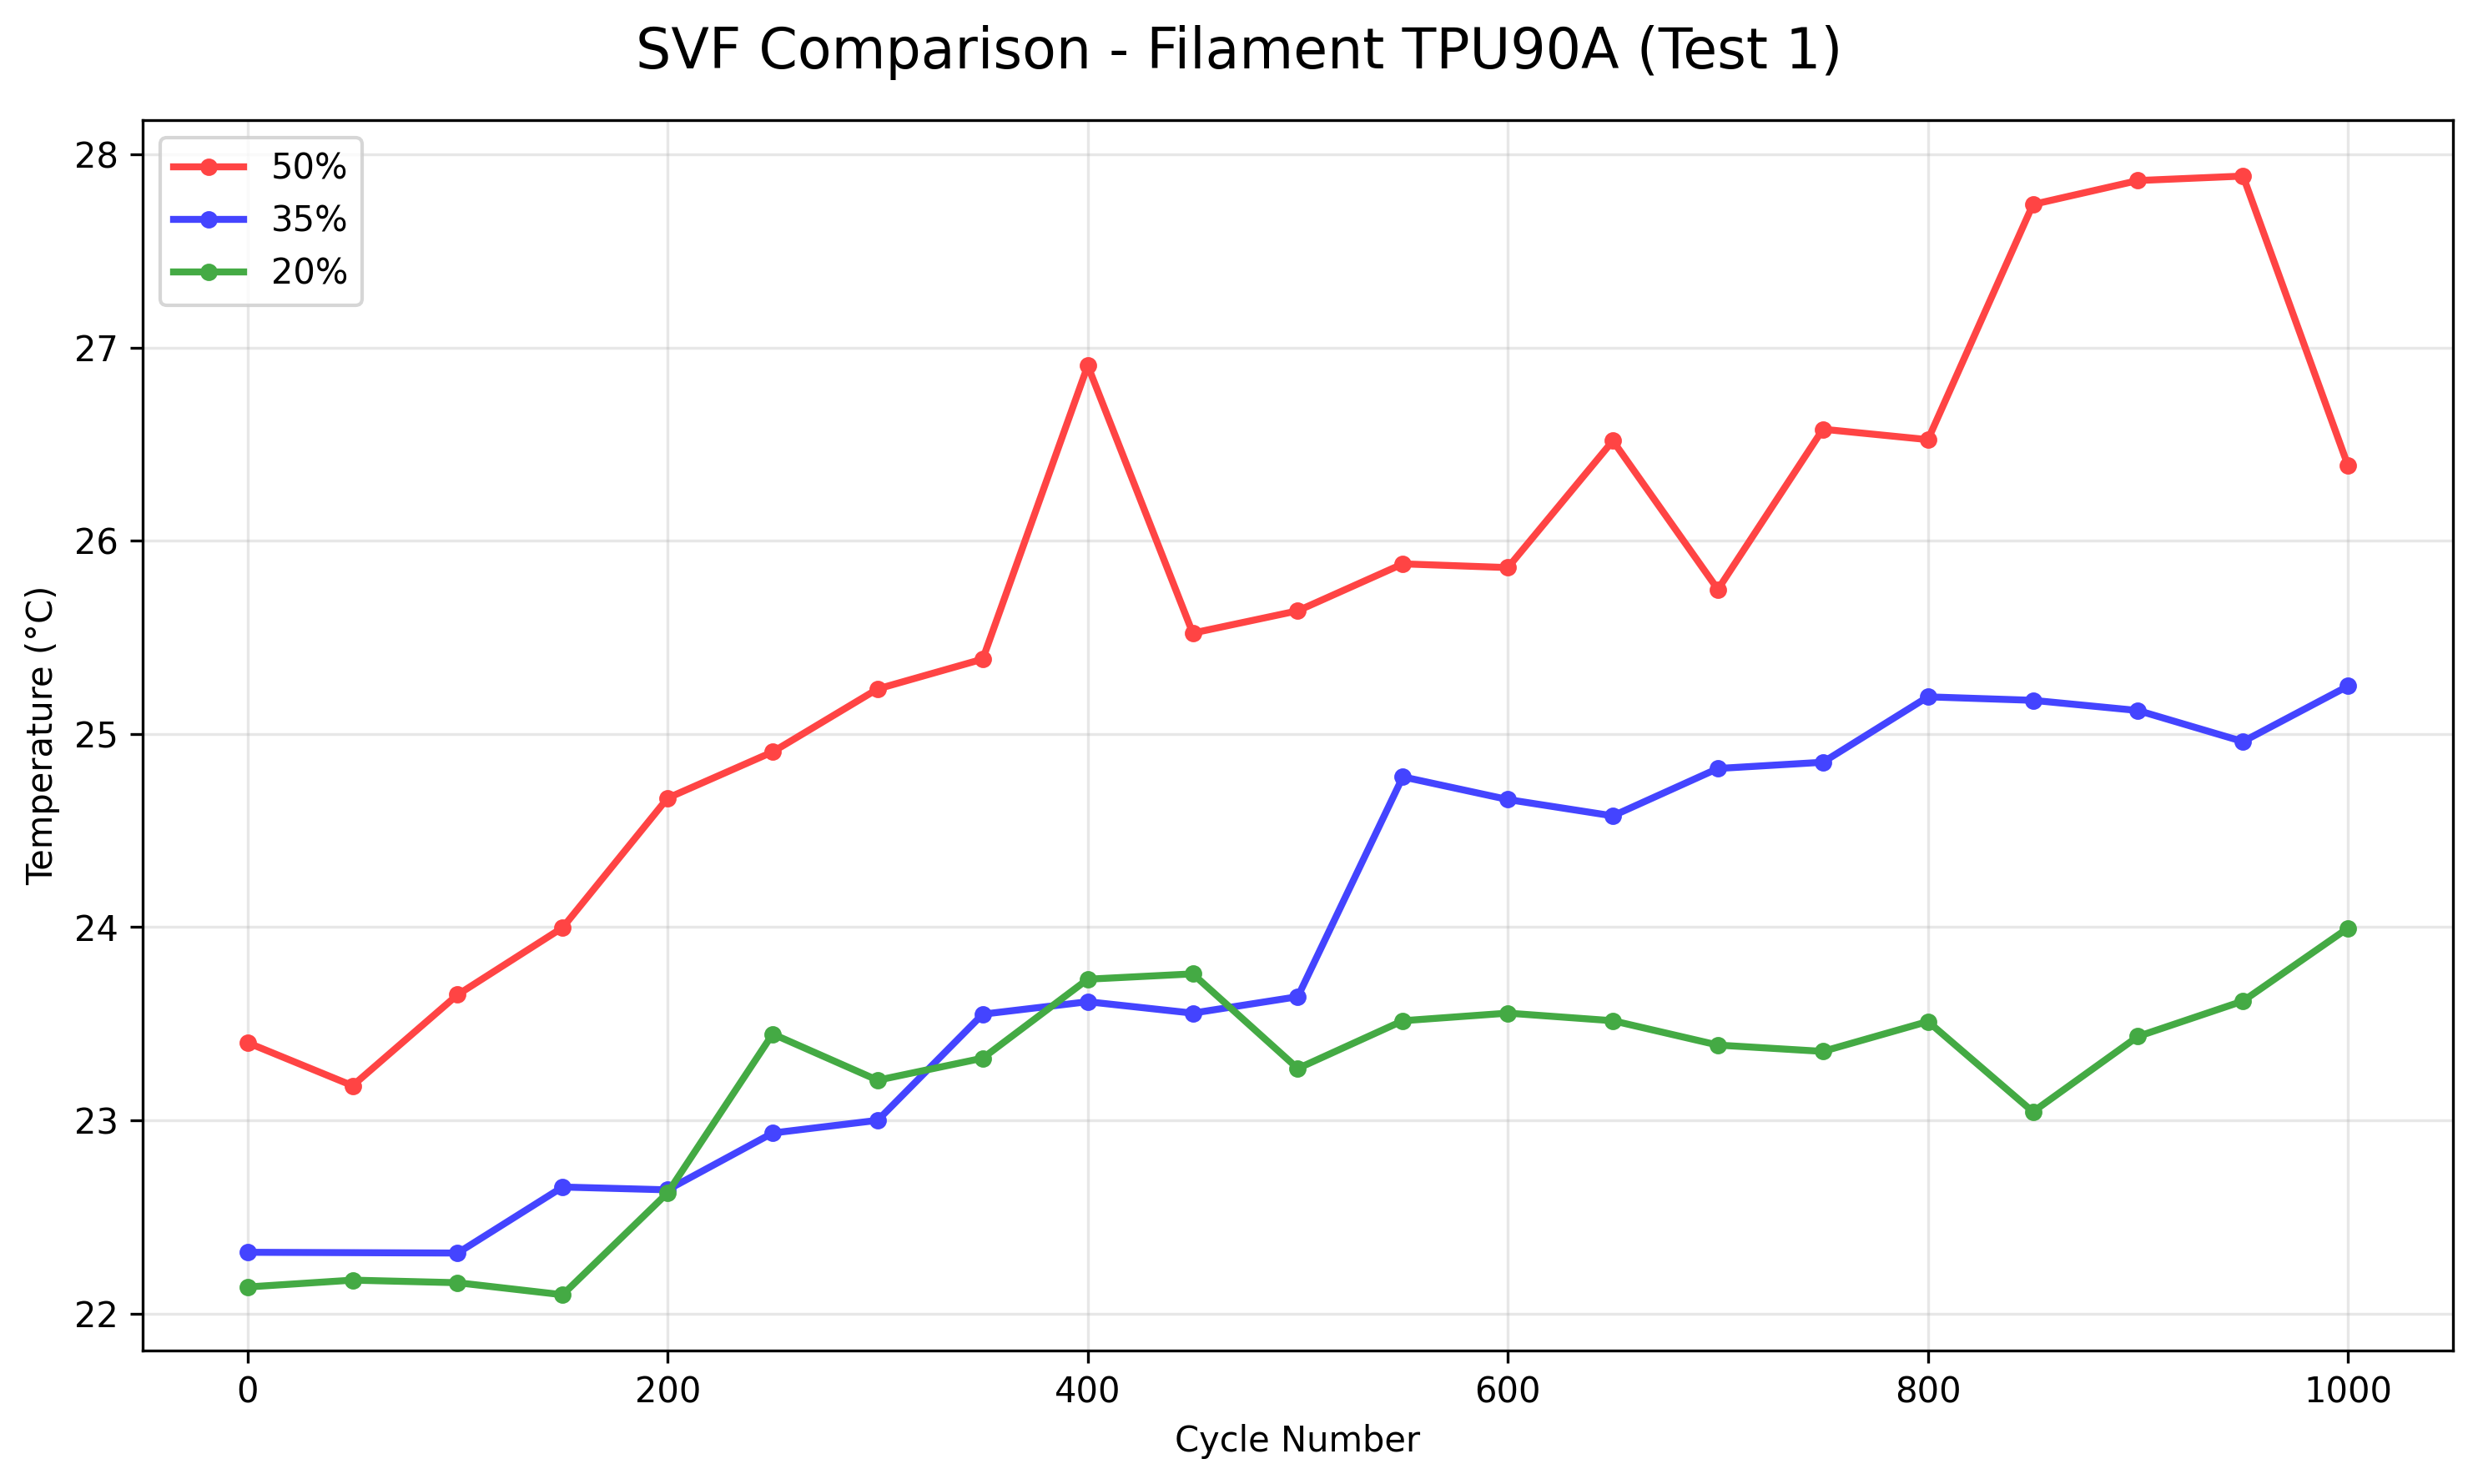 SVF Comparison - Filament TPU90A (Test 1)
50%
35%
20%
28
27
26
25
24
23
22
Temperature (°C)
0 200 400 600 800 1000
Cycle Number